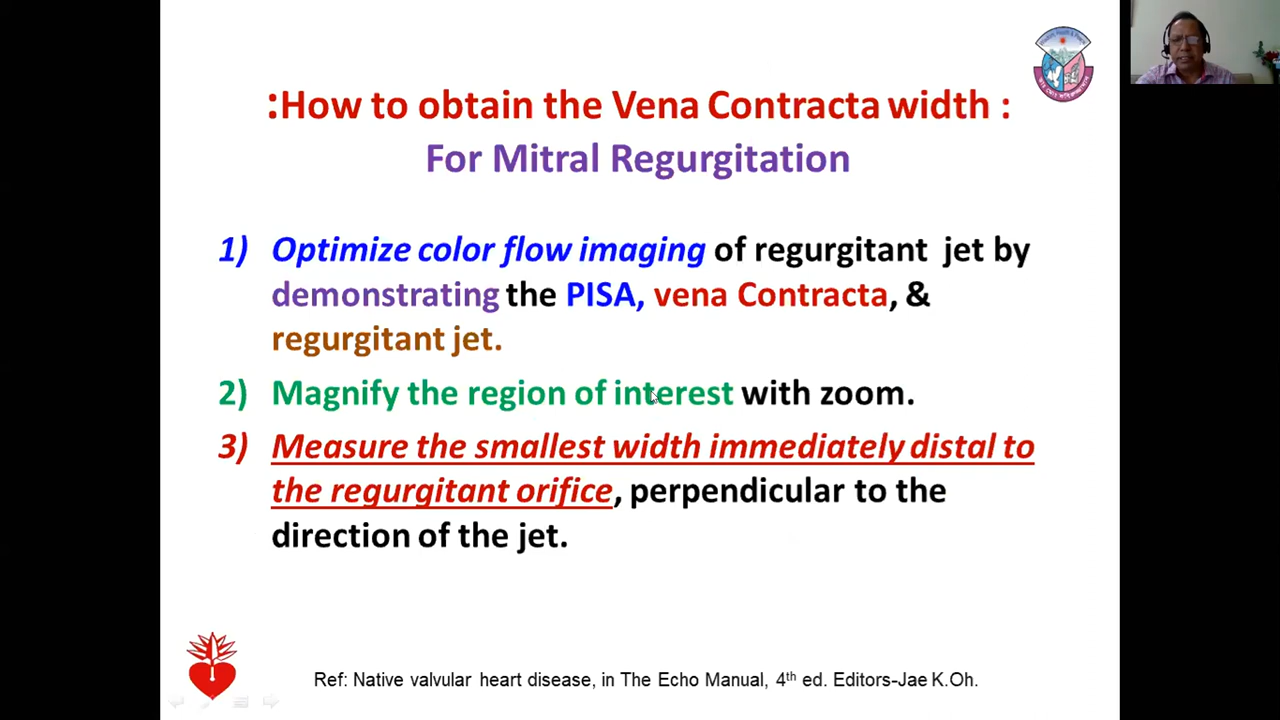 :How to obtain the Vena Contracta width :
For Mitral Regurgitation
1) Optimize color flow imaging of regurgitant jet by
demonstrating the PISA, vena Contracta, &
regurgitant jet.
2) Magnify the region of interest with zoom.
3) Measure the smallest width immediately distal to
the regurgitant orifice, perpendicular to the
direction of the jet.
Ref: Native valvular heart disease, in The Echo Manual, 4th ed. Editors-Jae K.Oh.